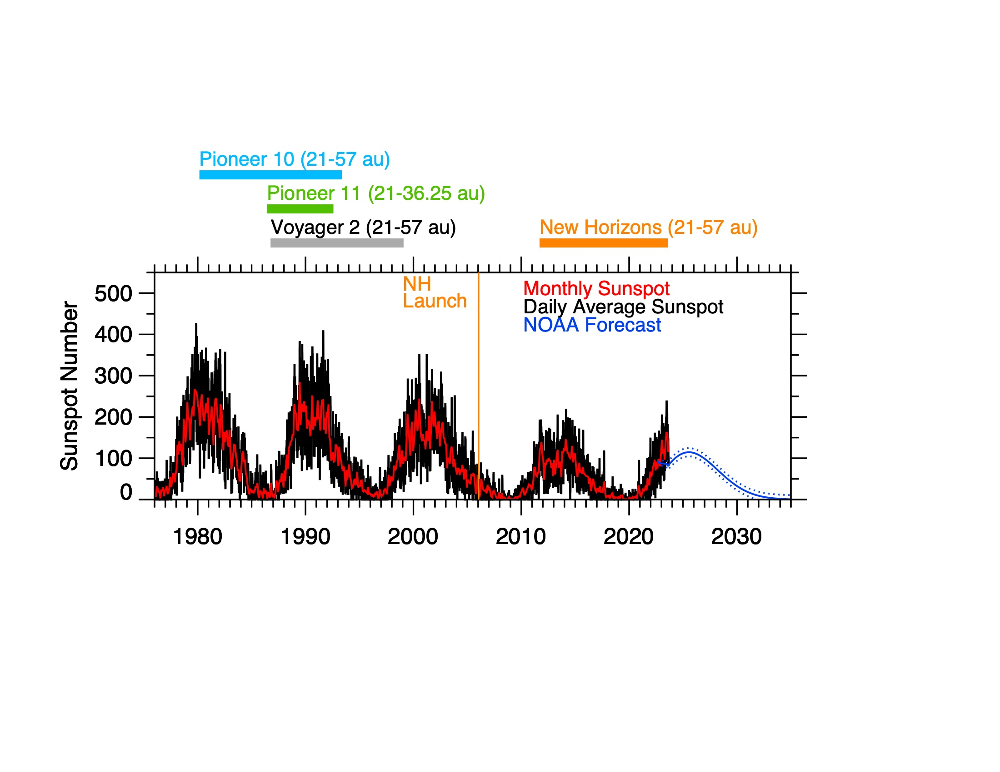 Pioneer 10 (21-57 au)
Pioneer 11 (21-36.25 au)
Voyager 2 (21-57 au)
New Horizons (21-57 au)
NH
Launch
Monthly Sunspot
Daily Average Sunspot
NOAA Forecast
Sunspot Number
500
400
300
200
100
0
1980 1990 2000 2010 2020 2030